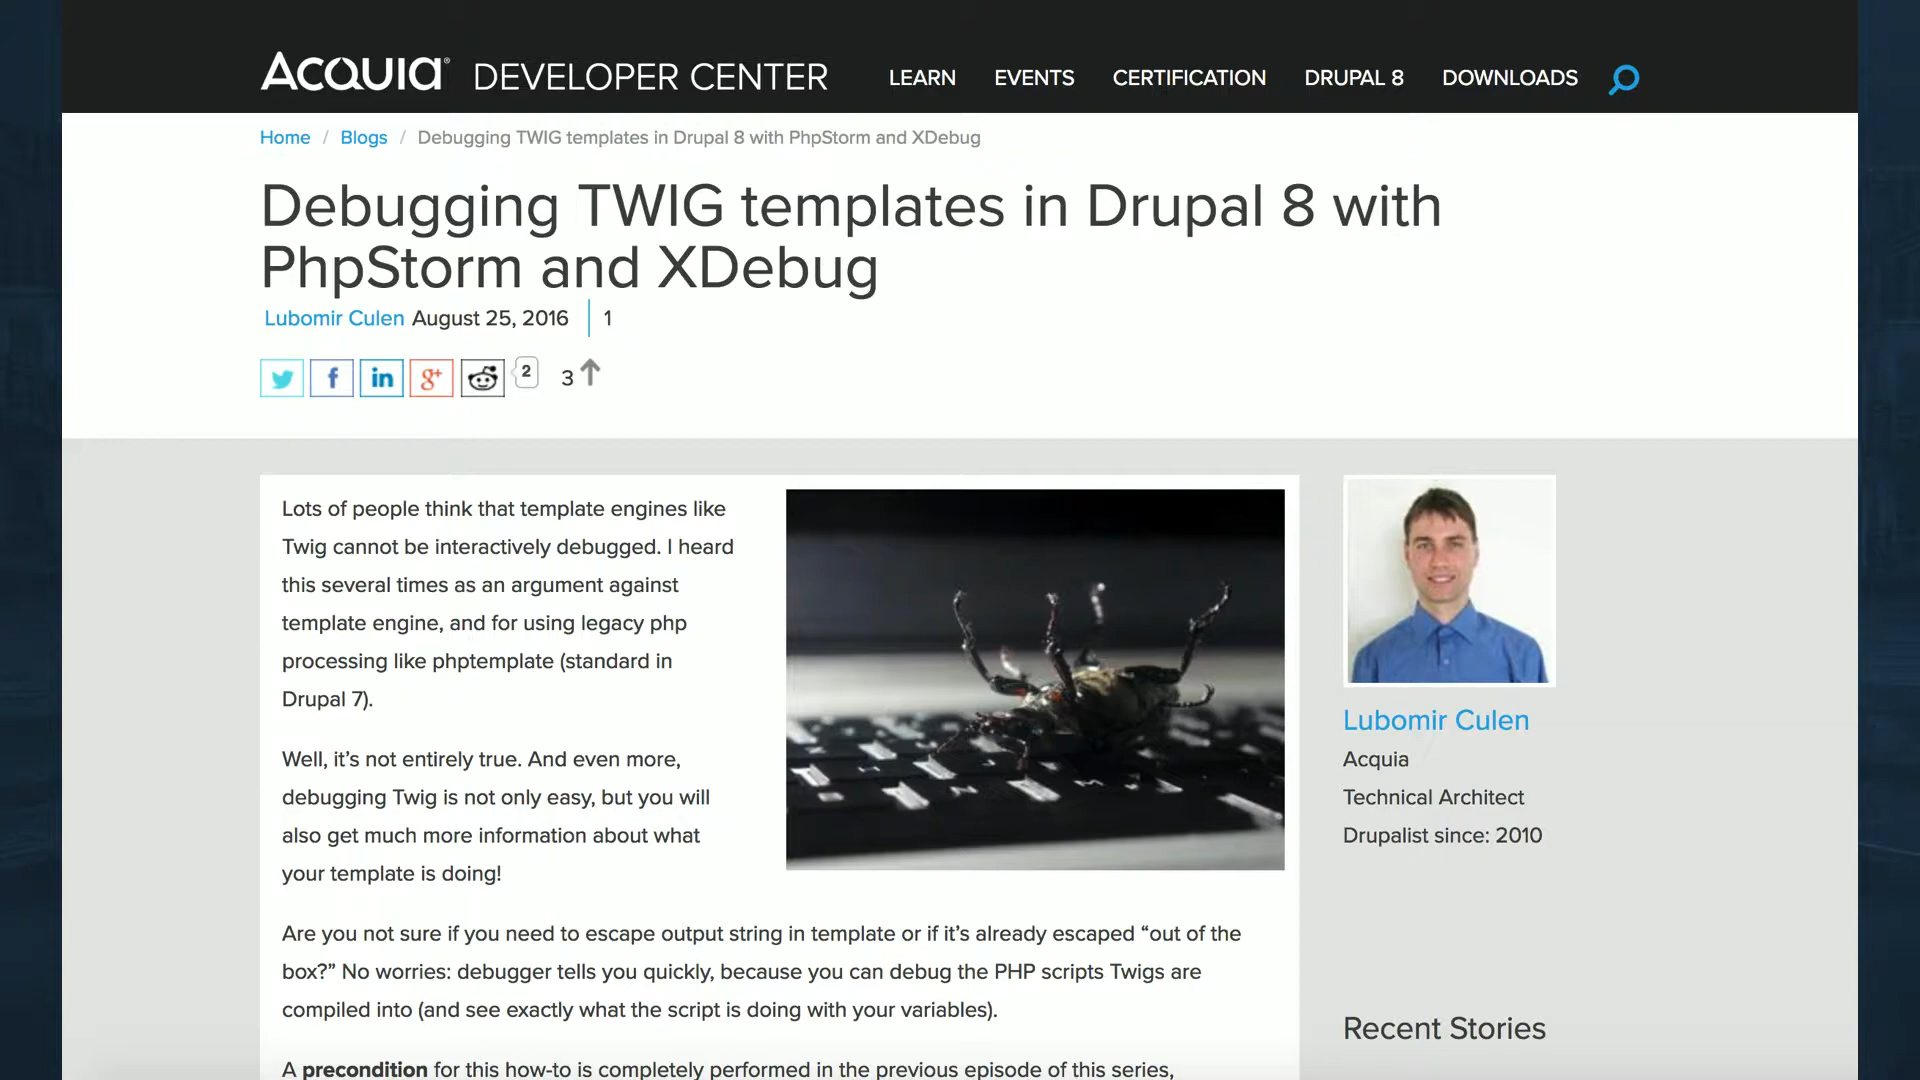 ACQUIA® DEVELOPER CENTER LEARN EVENTS CERTIFICATION DRUPAL 8 DOWNLOADS
Home / Blogs / Debugging TWIG templates in Drupal 8 with PhpStorm and XDebug
Debugging TWIG templates in Drupal 8 with
PhpStorm and XDebug
Lubomir Culen August 25, 2016 1
f in g+ 2 3
Lots of people think that template engines like
Twig cannot be interactively debugged. I heard
this several times as an argument against
template engine, and for using legacy php
processing like phptemplate (standard in
Drupal 7).
Well, it’s not entirely true. And even more,
debugging Twig is not only easy, but you will
also get much more information about what
your template is doing!
Are you not sure if you need to escape output string in template or if it’s already escaped “out of the
box?” No worries: debugger tells you quickly, because you can debug the PHP scripts Twigs are
compiled into (and see exactly what the script is doing with your variables).
A precondition for this how-to is completely performed in the previous episode of this series,
Lubomir Culen
Acquia
Technical Architect
Drupalist since: 2010
Recent Stories